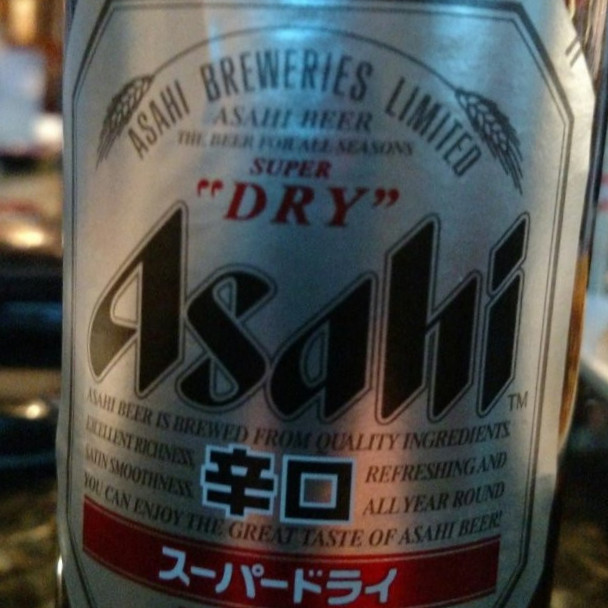 ASAHI BREWERIES LIMITED
ASAHI BEER
THE BEER FOR ALL SEASONS
SUPER
"DRY"
Asahi TM
ASAHI BEER IS BREWED FROM QUALITY INGREDIENTS.
EXCELLENT RICHNESS,
SATIN SMOOTHNESS.
辛口
REFRESHING AND
ALL YEAR ROUND
YOU CAN ENJOY THE GREAT TASTE OF ASAHI BEER!
スーパードライ